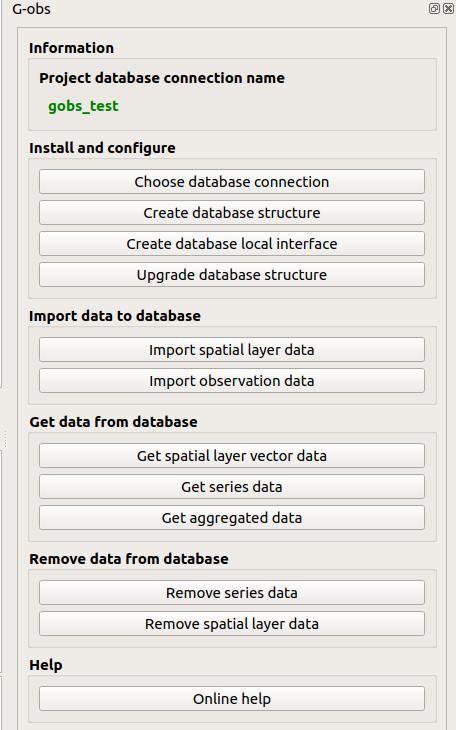 G-obs
Information
Project database connection name
gobs_test
Install and configure
Choose database connection
Create database structure
Create database local interface
Upgrade database structure
Import data to database
Import spatial layer data
Import observation data
Get data from database
Get spatial layer vector data
Get series data
Get aggregated data
Remove data from database
Remove series data
Remove spatial layer data
Help
Online help